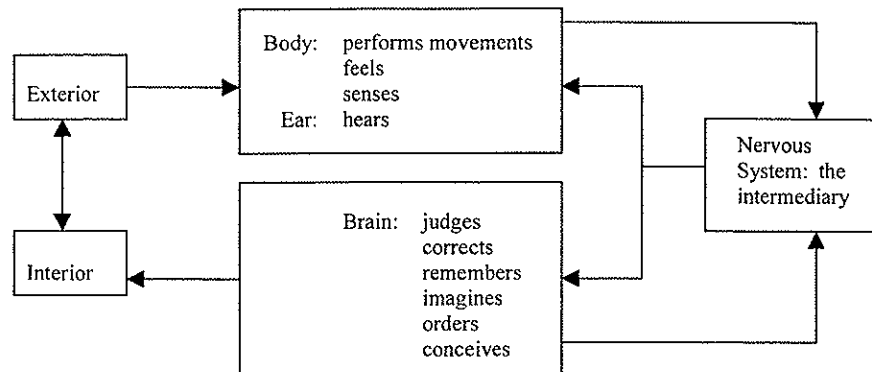 Exterior
Body: performs movements
feels
senses
Ear: hears
Nervous
System: the
intermediary
Interior
Brain: judges
corrects
remembers
imagines
orders
conceives